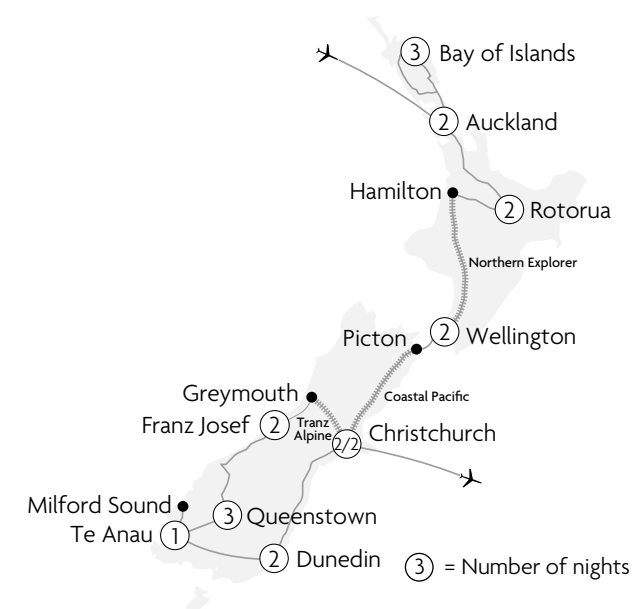 3 Bay of Islands
2 Auckland
Hamilton
2 Rotorua
Northern Explorer
2 Wellington
Picton
Greymouth
Coastal Pacific
Franz Josef 2
Tranz
Alpine
2/2 Christchurch
Milford Sound
3 Queenstown
Te Anau 1
2 Dunedin
3 = Number of nights